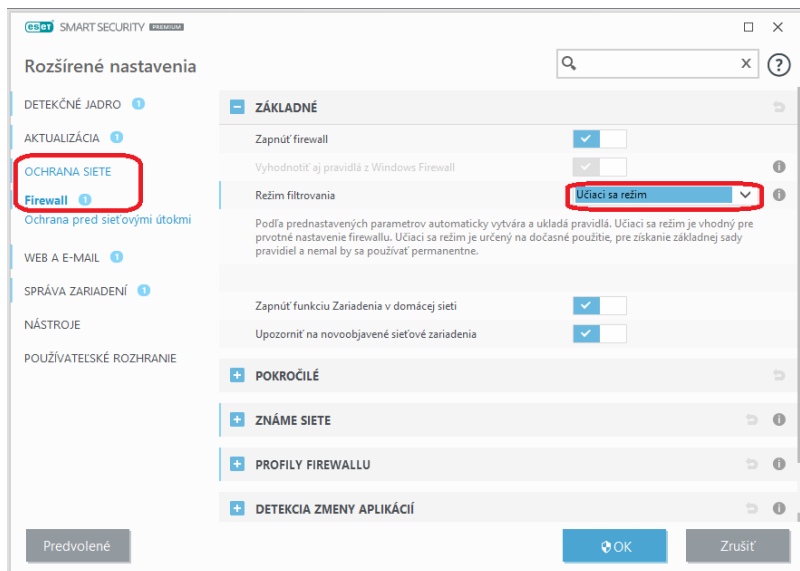 eset SMART SECURITY PREMIUM
Rozšírené nastavenia
DETEKČNÉ JADRO 1
AKTUALIZÁCIA 1
OCHRANA SIETE
Firewall 1
Ochrana pred sieťovými útokmi
WEB A E-MAIL 1
SPRÁVA ZARIADENÍ 1
NÁSTROJE
POUŽÍVATEĽSKÉ ROZHRANIE
ZÁKLADNÉ
Zapnúť firewall
Vyhodnotiť aj pravidlá z Windows Firewall
Režim filtrovania
Učiaci sa režim
Podľa prednastavených parametrov automaticky vytvára a ukladá pravidlá. Učiaci sa režim je vhodný pre
prvotné nastavenie firewallu. Učiaci sa režim je určený na dočasné použitie, pre získanie základnej sady
pravidiel a nemal by sa používať permanentne.
Zapnúť funkciu Zariadenia v domácej sieti
Upozorniť na novoobjavené sieťové zariadenia
POKROČILÉ
ZNÁME SIETE
PROFILY FIREWALLU
DETEKCIA ZMENY APLIKÁCIÍ
Predvolené
OK
Zrušiť